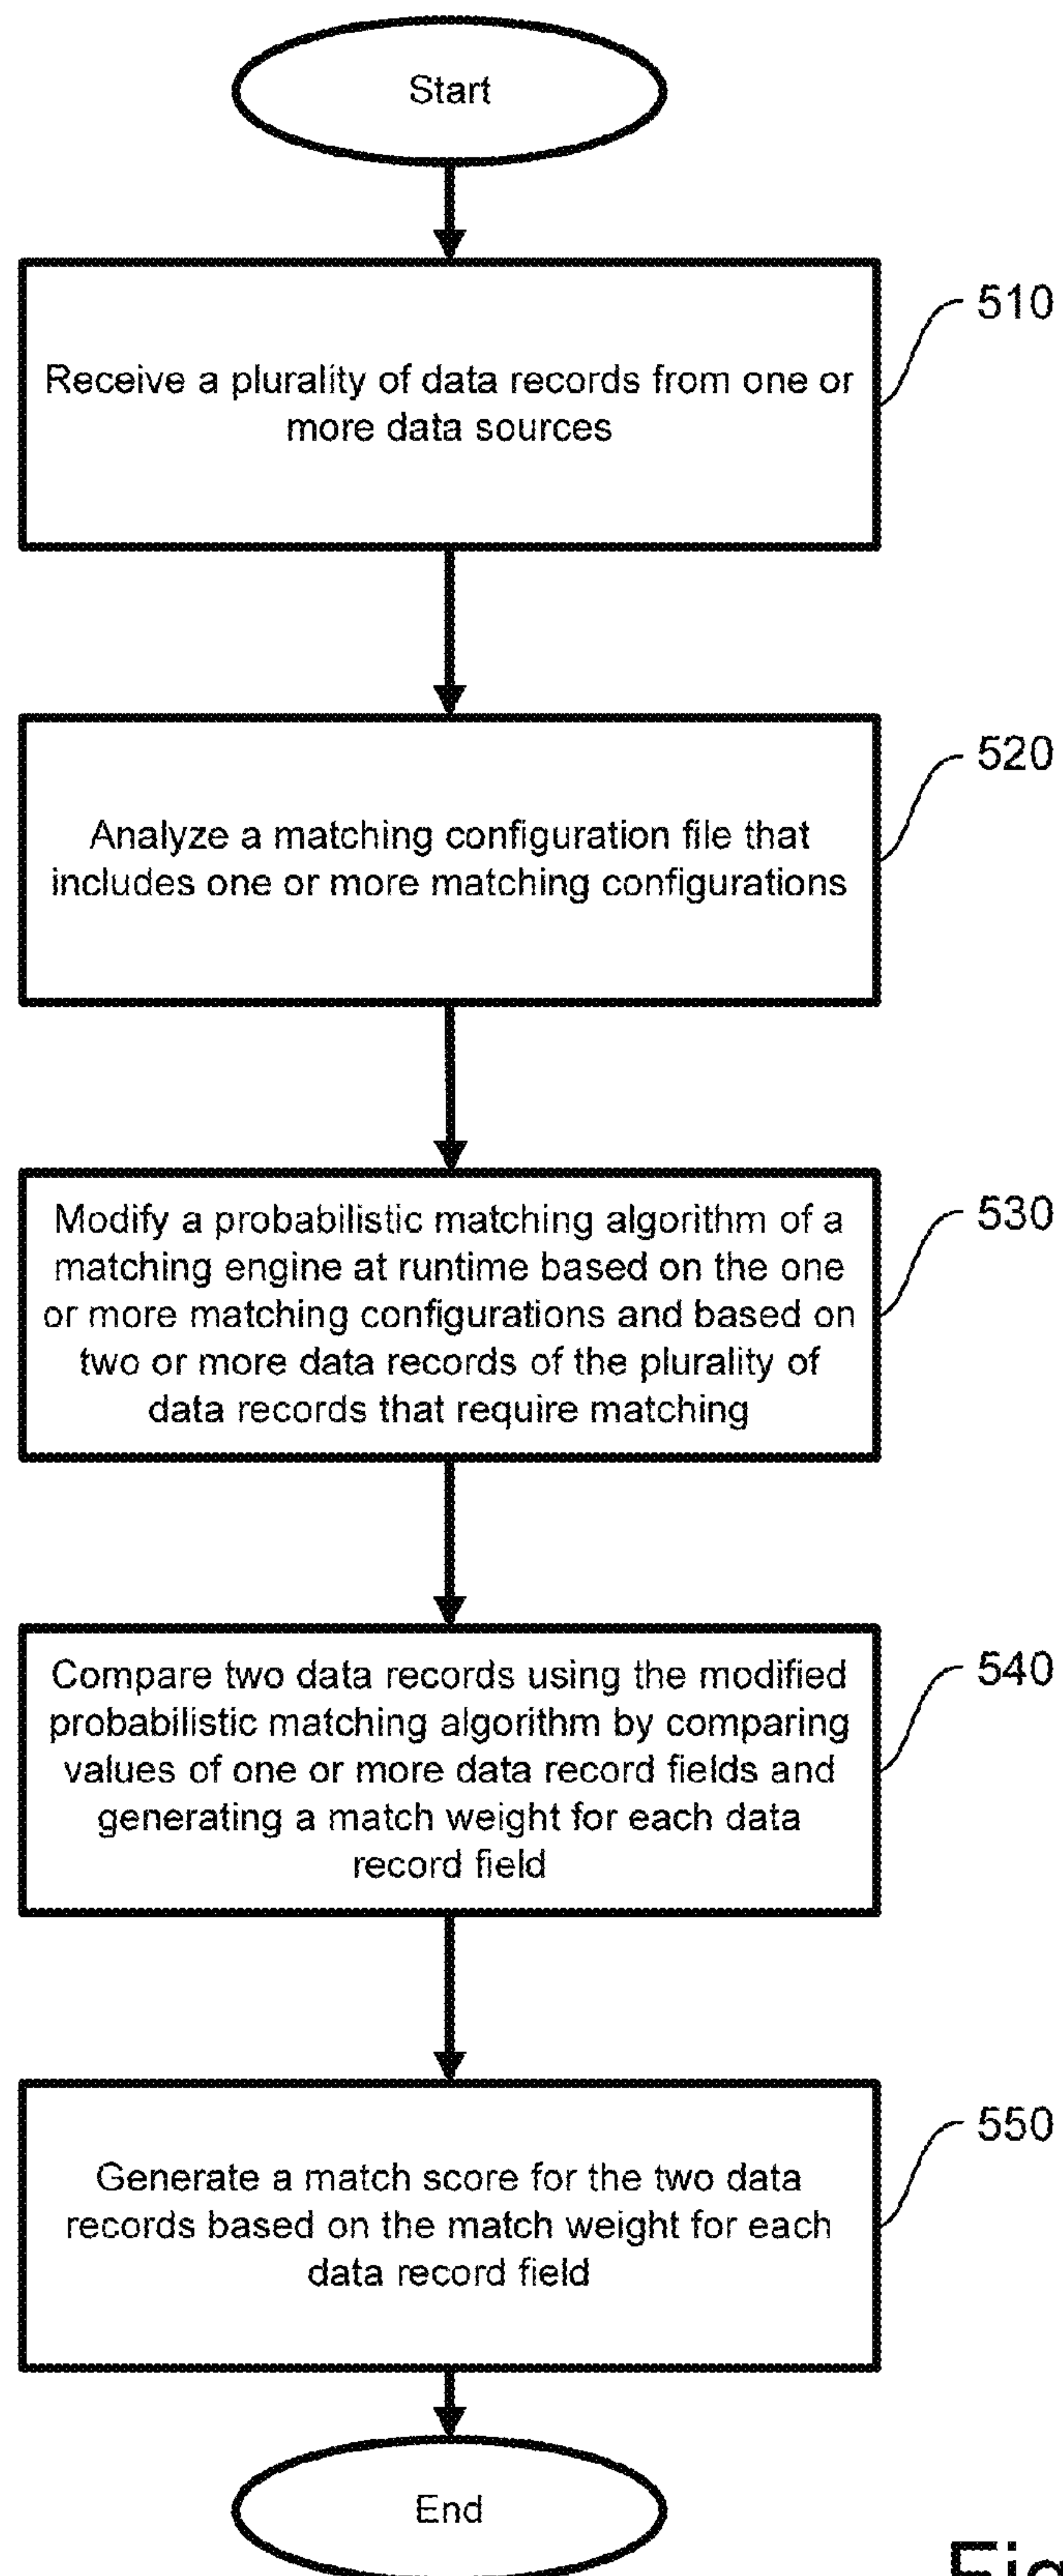 Start
Receive a plurality of data records from one or
more data sources
510
Analyze a matching configuration file that
includes one or more matching configurations
520
Modify a probabilistic matching algorithm of a
matching engine at runtime based on the one
or more matching configurations and based on
two or more data records of the plurality of
data records that require matching
530
Compare two data records using the modified
probabilistic matching algorithm by comparing
values of one or more data record fields and
generating a match weight for each data
record field
540
Generate a match score for the two data
records based on the match weight for each
data record field
550
End